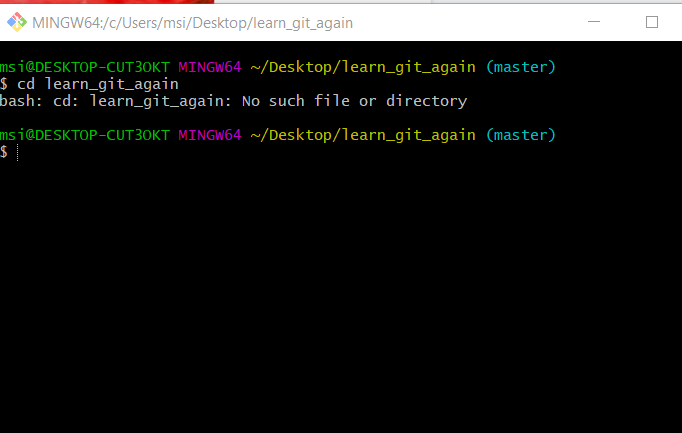 MINGW64:/c/Users/msi/Desktop/learn_git_again
msi@DESKTOP-CUT3OKT MINGW64 ~/Desktop/learn_git_again (master)
$ cd learn_git_again
bash: cd: learn_git_again: No such file or directory
msi@DESKTOP-CUT3OKT MINGW64 ~/Desktop/learn_git_again (master)
$